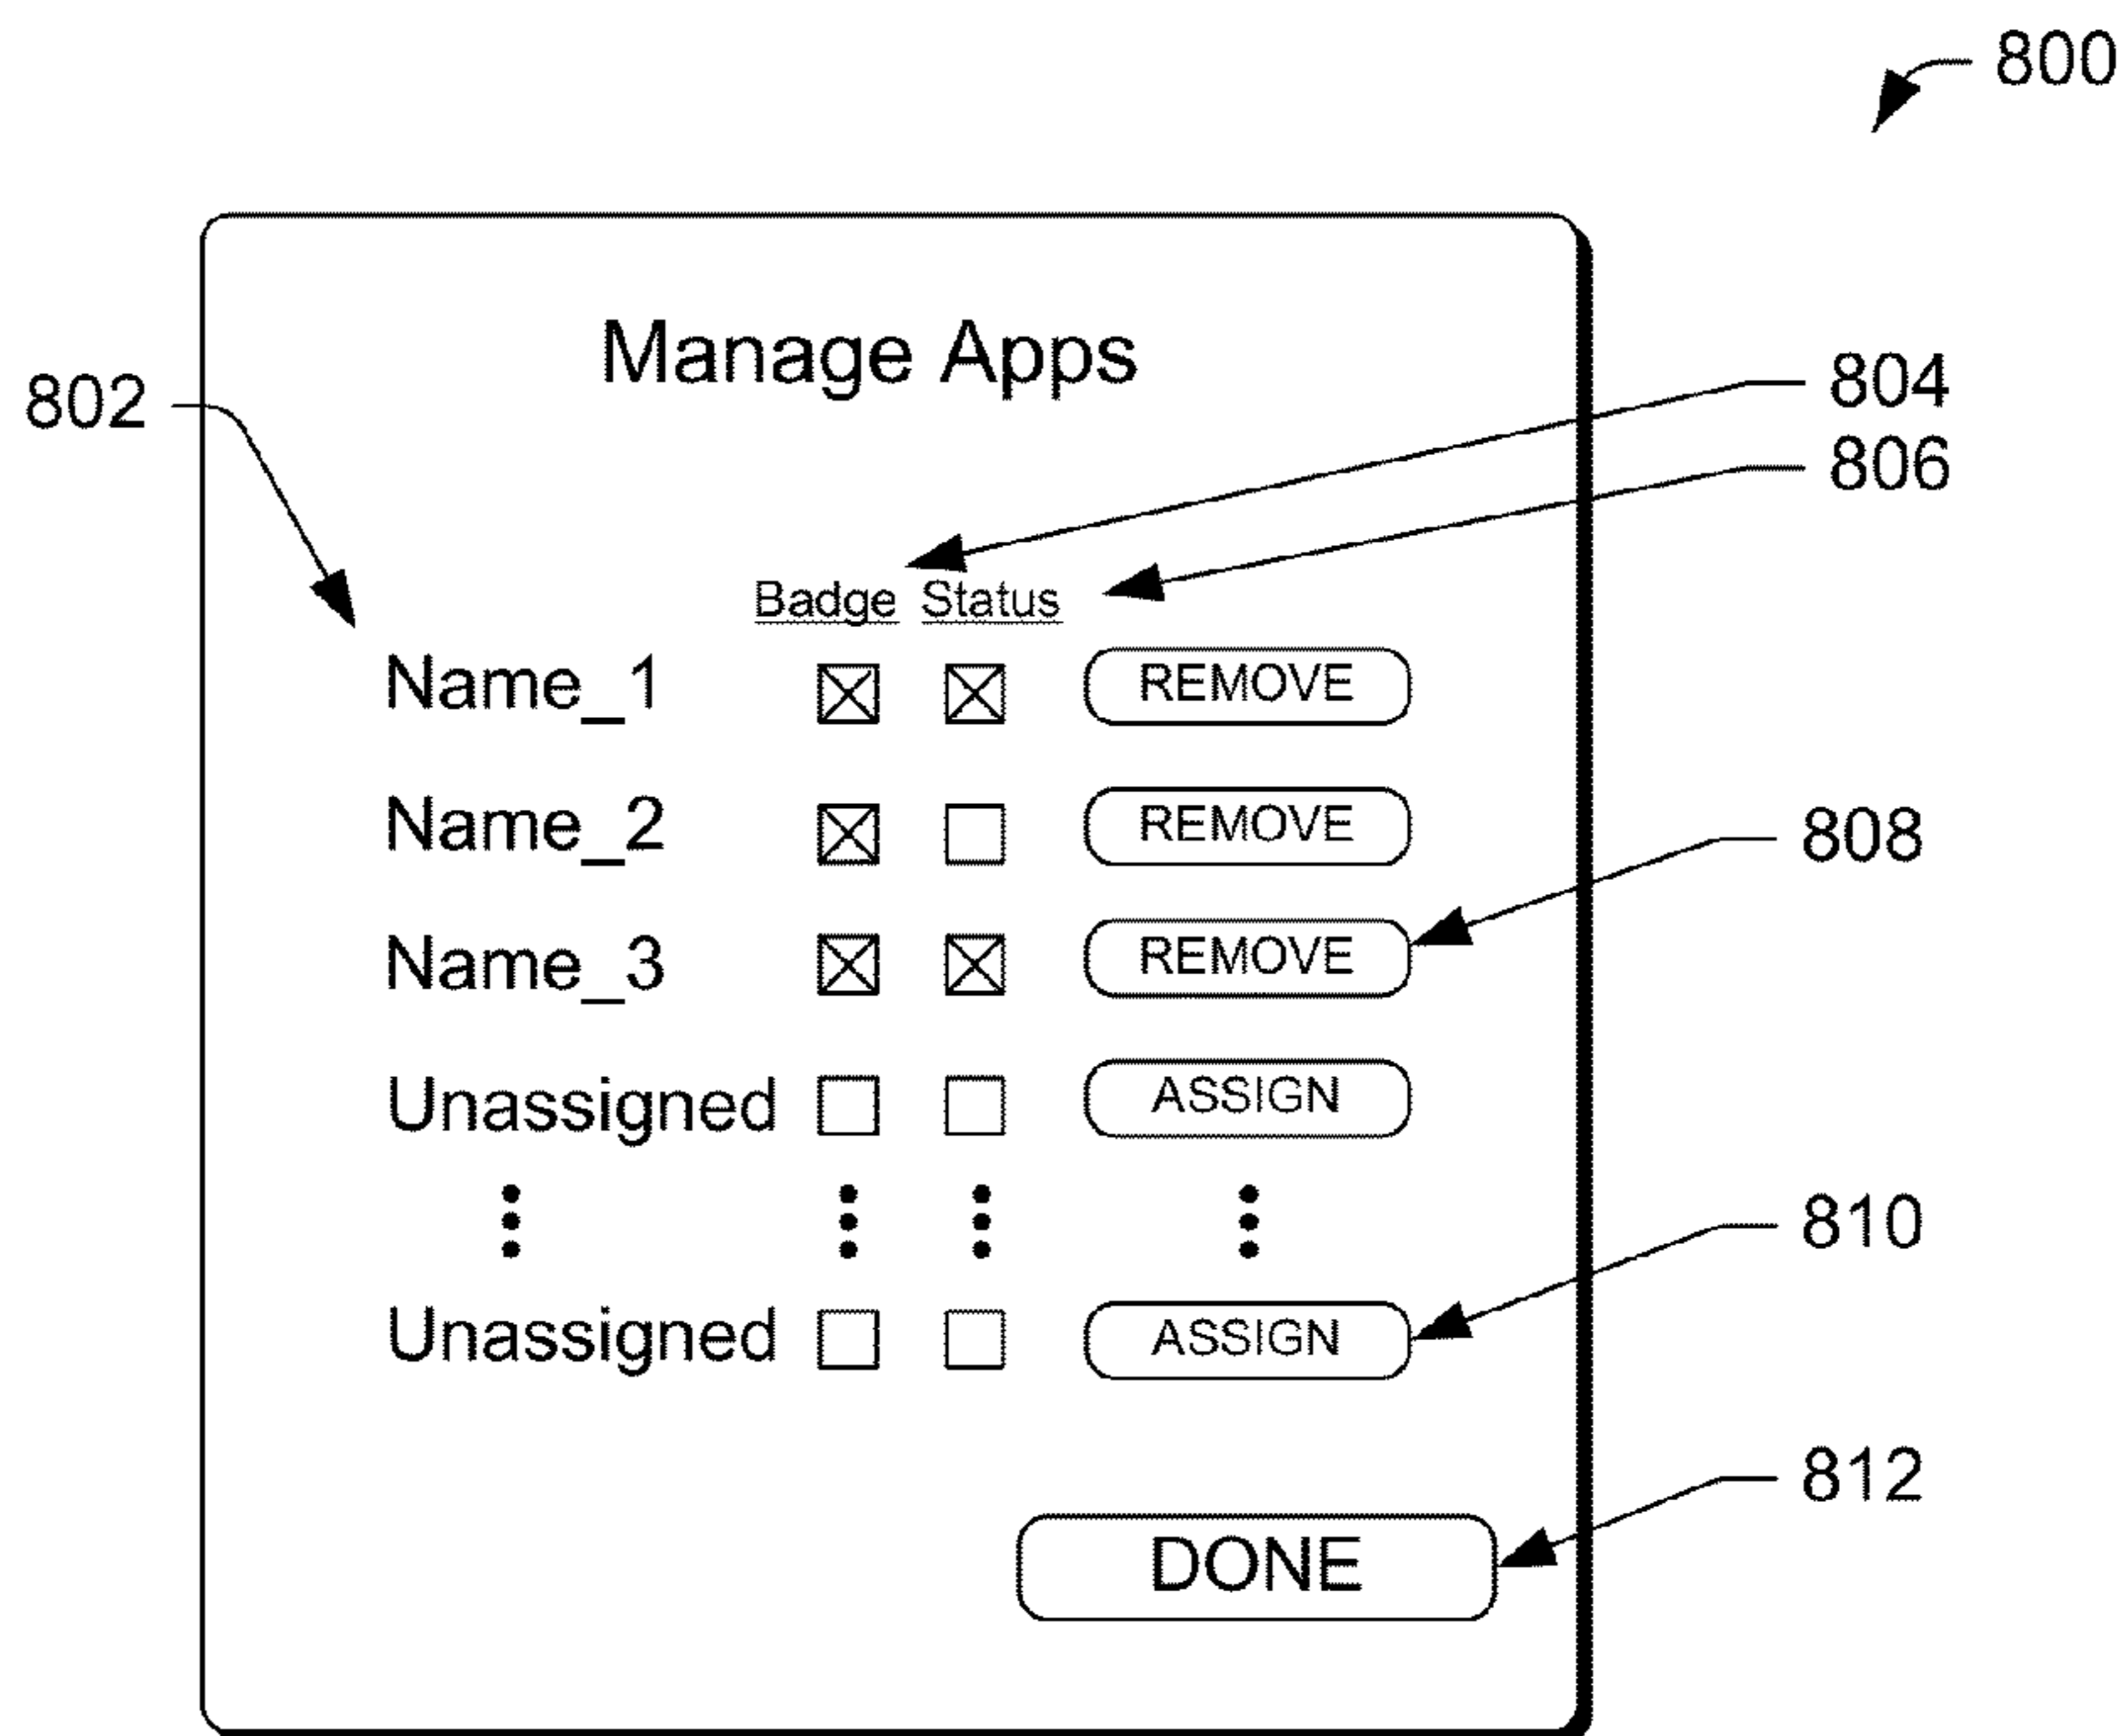 800
Manage Apps
802
804
806
Badge Status
Name_1 REMOVE
Name_2 REMOVE
808
Name_3 REMOVE
Unassigned ASSIGN
810
Unassigned ASSIGN
812
DONE